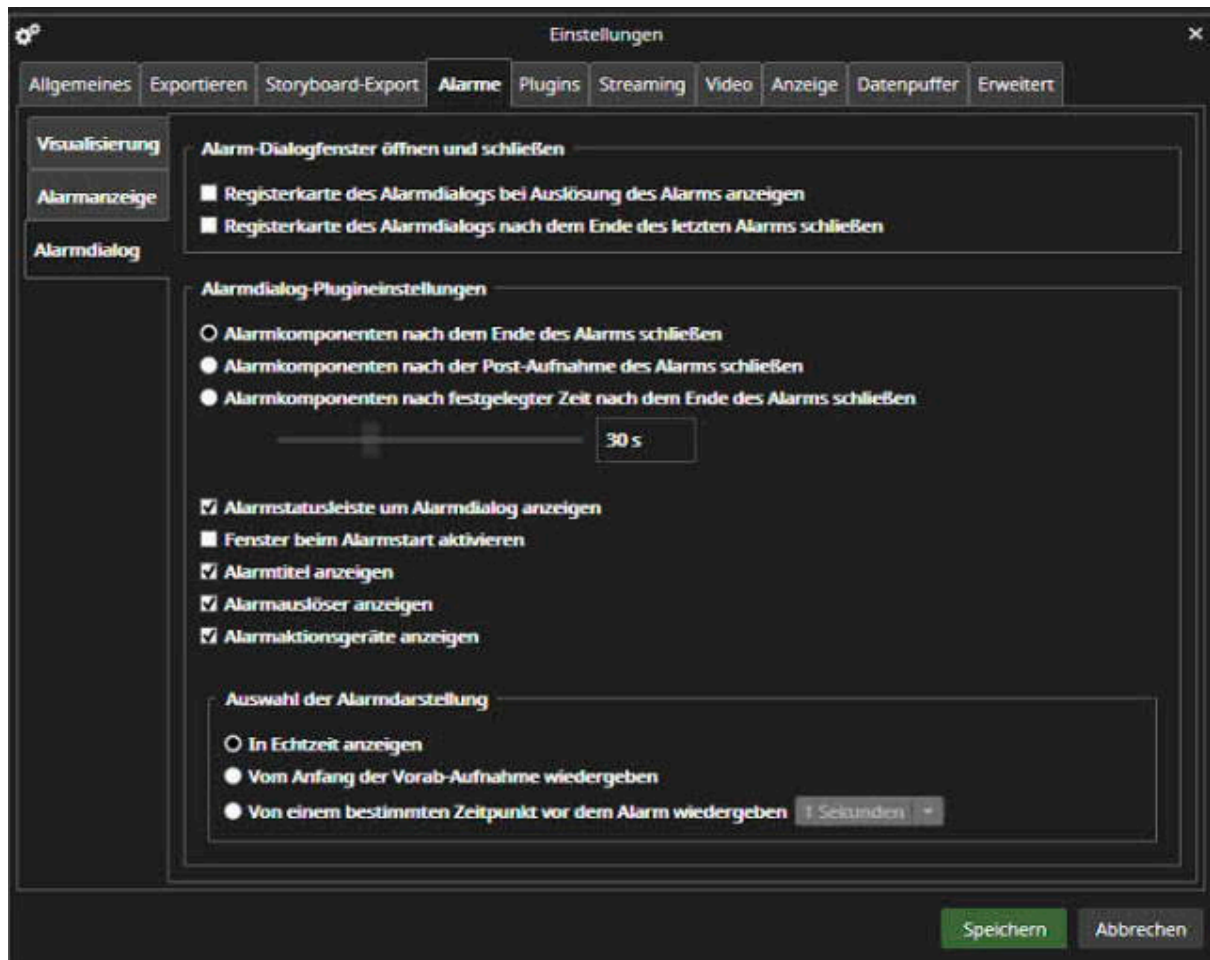 Einstellungen
Allgemeines Exportieren Storyboard-Export Alarme Plugins Streaming Video Anzeige Datenpuffer Erweitert
Visualisierung
Alarmanzeige
Alarmdialog
Alarm-Dialogfenster öffnen und schließen
Registerkarte des Alarmdialogs bei Auslösung des Alarms anzeigen
Registerkarte des Alarmdialogs nach dem Ende des letzten Alarms schließen
Alarmdialog-Plugineinstellungen
Alarmkomponenten nach dem Ende des Alarms schließen
Alarmkomponenten nach der Post-Aufnahme des Alarms schließen
Alarmkomponenten nach festgelegter Zeit nach dem Ende des Alarms schließen
30 s
Alarmstatusleiste um Alarmdialog anzeigen
Fenster beim Alarmstart aktivieren
Alarmtitel anzeigen
Alarmauslöser anzeigen
Alarmaktionsgeräte anzeigen
Auswahl der Alarmdarstellung
In Echtzeit anzeigen
Vom Anfang der Vorab-Aufnahme wiedergeben
Von einem bestimmten Zeitpunkt vor dem Alarm wiedergeben 1 Sekunden
Speichern Abbrechen